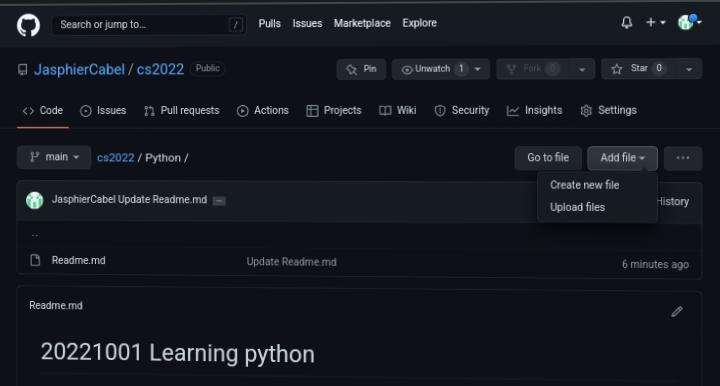 Search or jump to… /
Pulls Issues Marketplace Explore
JasphierCabel / cs2022 Public
Pin Unwatch 1 Fork 0 Star 0
Code Issues Pull requests Actions Projects Wiki Security Insights Settings
main cs2022 / Python / Go to file Add file ...
Create new file
Upload files
JasphierCabel Update Readme.md ... History
..
Readme.md Update Readme.md 6 minutes ago
Readme.md
20221001 Learning python